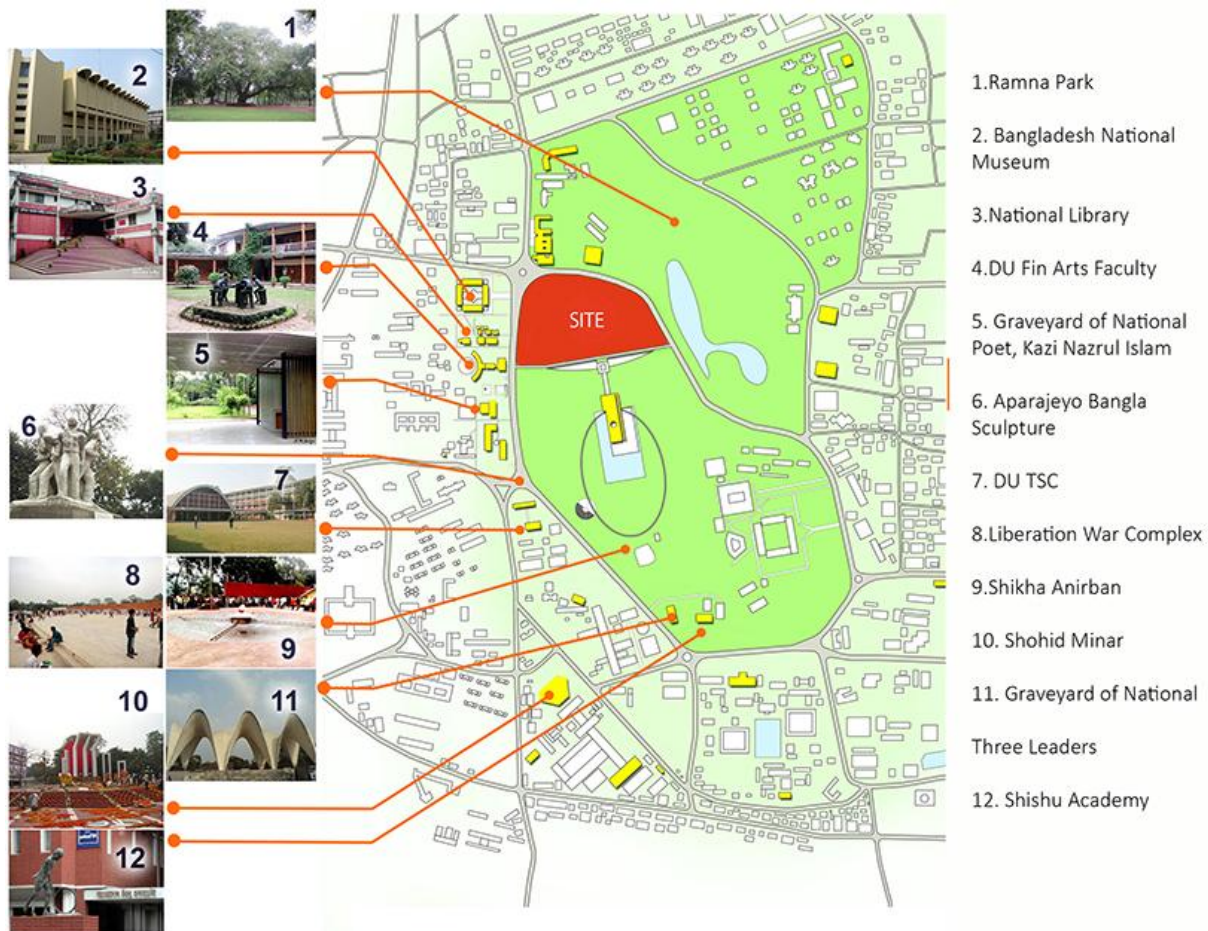 1
2
3
4
5
6
7
8
9
10
11
12
SITE
1.Ramna Park
2. Bangladesh National
Museum
3.National Library
4.DU Fin Arts Faculty
5. Graveyard of National
Poet, Kazi Nazrul Islam
6. Aparajeyo Bangla
Sculpture
7. DU TSC
8.Liberation War Complex
9.Shikha Anirban
10. Shohid Minar
11. Graveyard of National
Three Leaders
12. Shishu Academy